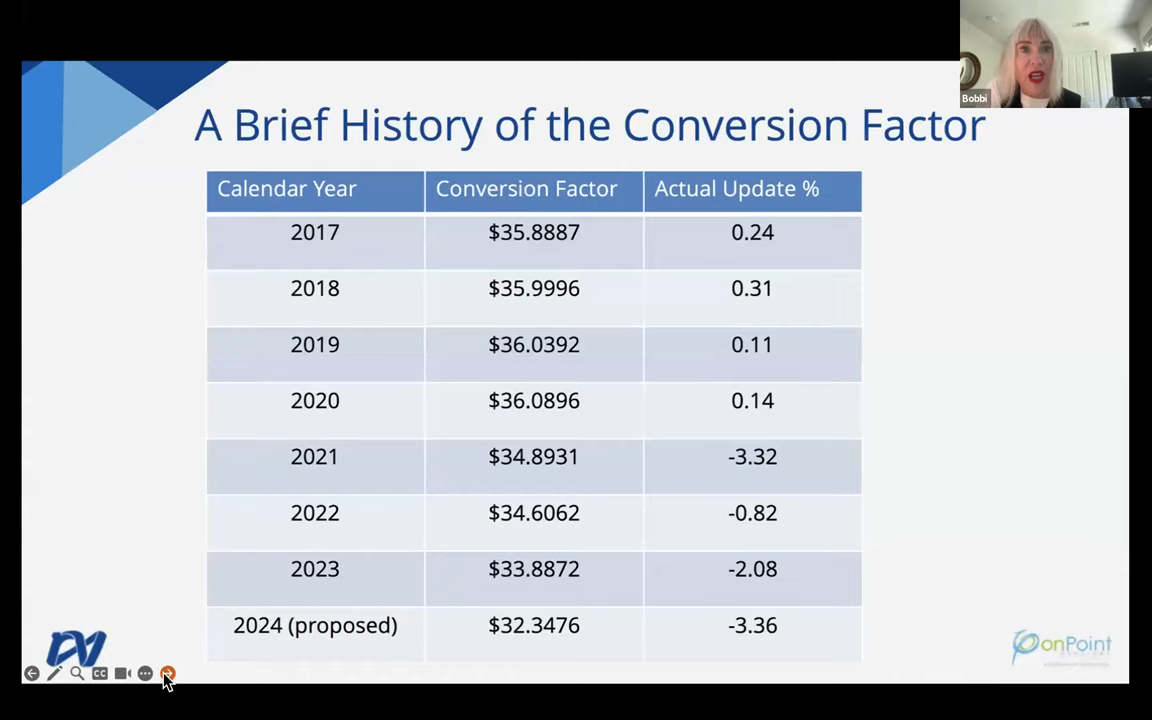 Bobbi
A Brief History of the Conversion Factor
Calendar Year Conversion Factor Actual Update %
2017 $35.8887 0.24
2018 $35.9996 0.31
2019 $36.0392 0.11
2020 $36.0896 0.14
2021 $34.8931 -3.32
2022 $34.6062 -0.82
2023 $33.8872 -2.08
2024 (proposed) $32.3476 -3.36
onPoint
CC